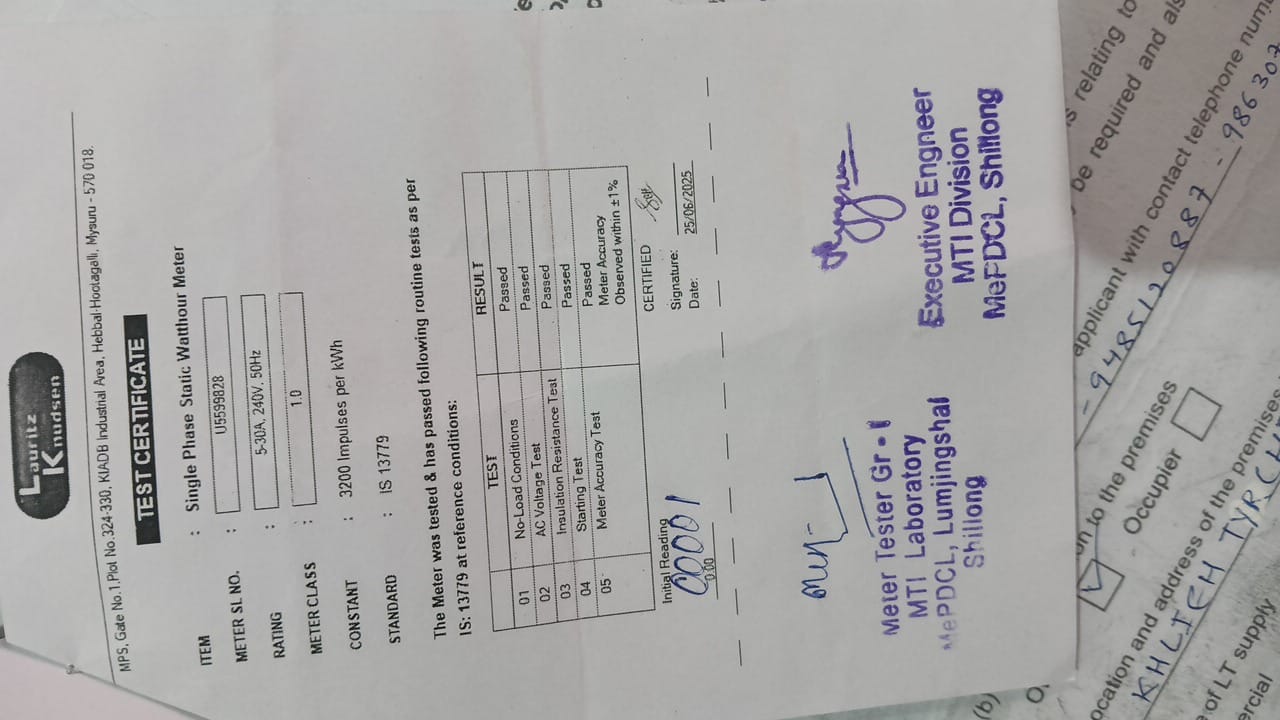 Lauritz
Knudsen
MPS, Gate No.1,Plot No.324-330, KIADB Industrial Area, Hebbal-Hootagalli, Mysuru - 570 018.
TEST CERTIFICATE
ITEM : Single Phase Static Watthour Meter
METER SL NO. : U5599828
RATING : 5-30A, 240V, 50Hz
METER CLASS : 1.0
CONSTANT : 3200 Impulses per kWh
STANDARD : IS 13779
The Meter was tested & has passed following routine tests as per
IS: 13779 at reference conditions:
TEST RESULT
01 No-Load Conditions Passed
02 AC Voltage Test Passed
03 Insulation Resistance Test Passed
04 Starting Test Passed
05 Meter Accuracy Test Passed
Meter Accuracy
Observed within ±1%
Initial Reading CERTIFIED
00001
0.00
Signature:
Date: 25/06/2025
Meter Tester Gr - I
MTI Laboratory
MePDCL, Lumjingshai
Shillong
Executive Engneer
MTI Division
MePDCL, Shillong
relating to
be required and
applicant with contact telephone
- 9485120887 - 986307
to the premises
Occupier
(b)
and address of the premises
KHLIEH
of LT supply